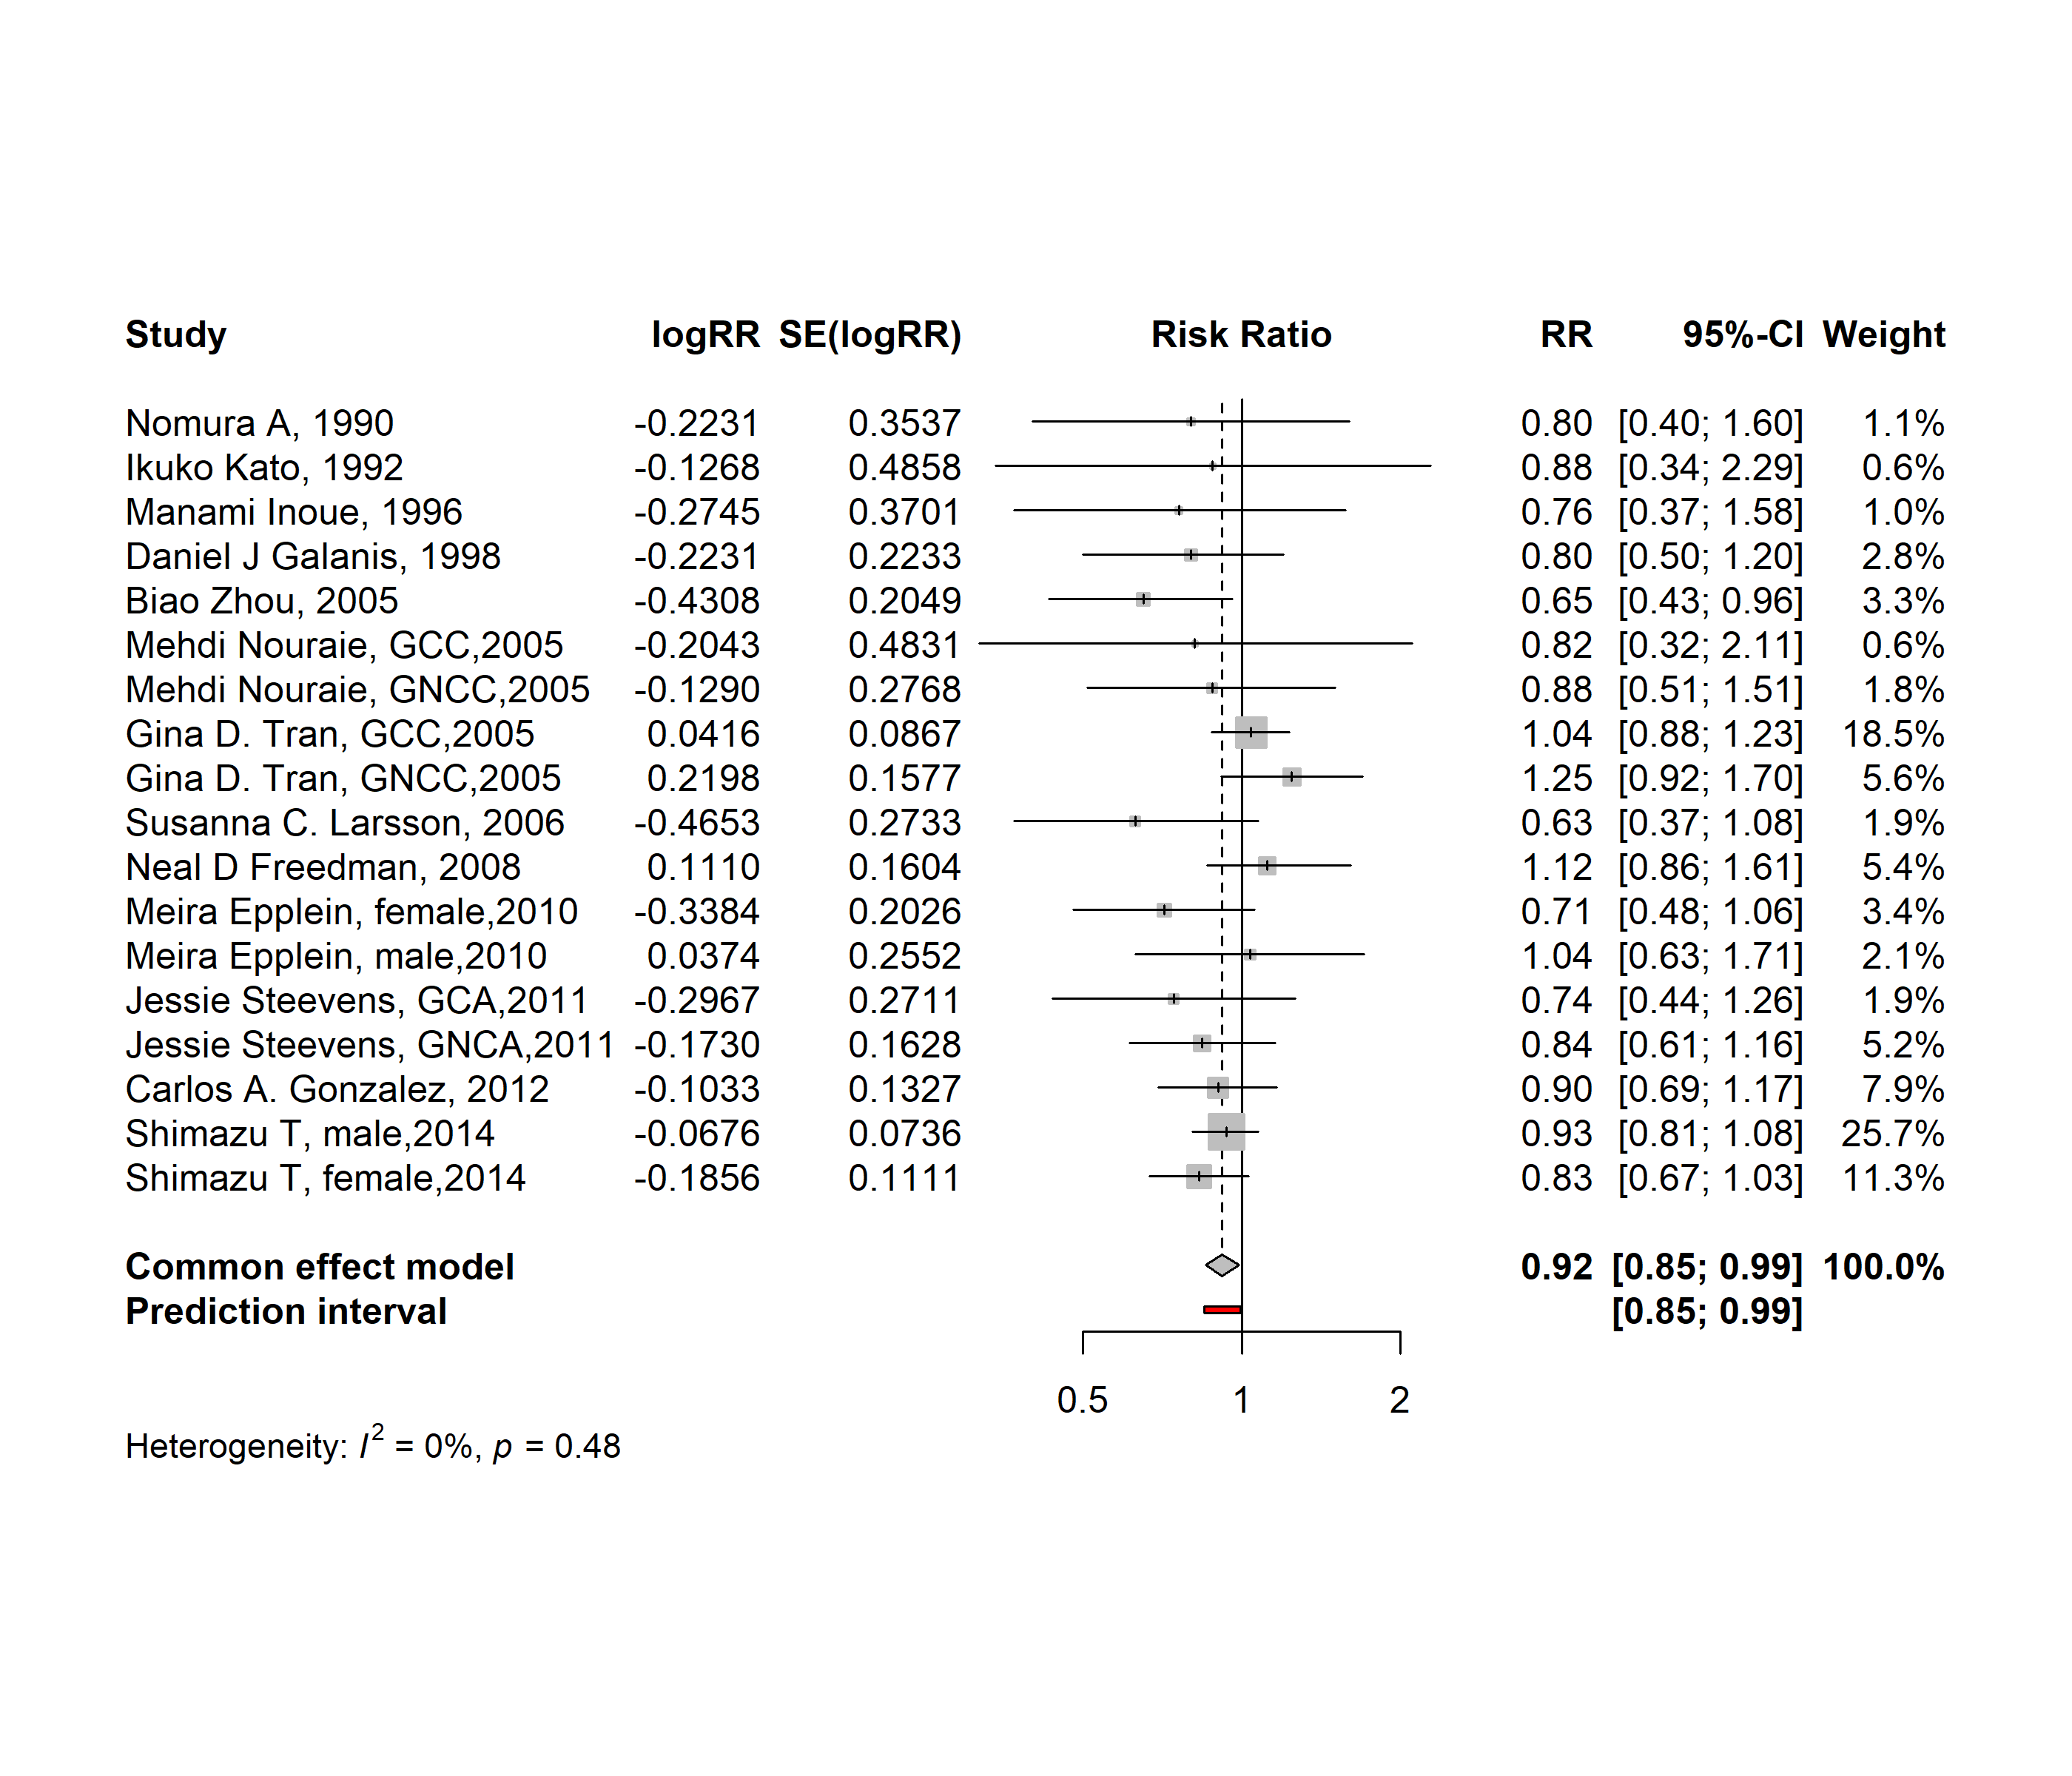 Study logRR SE(logRR) Risk Ratio RR 95%-CI Weight
Nomura A, 1990 -0.2231 0.3537 0.80 [0.40; 1.60] 1.1%
Ikuko Kato, 1992 -0.1268 0.4858 0.88 [0.34; 2.29] 0.6%
Manami Inoue, 1996 -0.2745 0.3701 0.76 [0.37; 1.58] 1.0%
Daniel J Galanis, 1998 -0.2231 0.2233 0.80 [0.50; 1.20] 2.8%
Biao Zhou, 2005 -0.4308 0.2049 0.65 [0.43; 0.96] 3.3%
Mehdi Nouraie, GCC,2005 -0.2043 0.4831 0.82 [0.32; 2.11] 0.6%
Mehdi Nouraie, GNCC,2005 -0.1290 0.2768 0.88 [0.51; 1.51] 1.8%
Gina D. Tran, GCC,2005 0.0416 0.0867 1.04 [0.88; 1.23] 18.5%
Gina D. Tran, GNCC,2005 0.2198 0.1577 1.25 [0.92; 1.70] 5.6%
Susanna C. Larsson, 2006 -0.4653 0.2733 0.63 [0.37; 1.08] 1.9%
Neal D Freedman, 2008 0.1110 0.1604 1.12 [0.86; 1.61] 5.4%
Meira Epplein, female,2010 -0.3384 0.2026 0.71 [0.48; 1.06] 3.4%
Meira Epplein, male,2010 0.0374 0.2552 1.04 [0.63; 1.71] 2.1%
Jessie Steevens, GCA,2011 -0.2967 0.2711 0.74 [0.44; 1.26] 1.9%
Jessie Steevens, GNCA,2011 -0.1730 0.1628 0.84 [0.61; 1.16] 5.2%
Carlos A. Gonzalez, 2012 -0.1033 0.1327 0.90 [0.69; 1.17] 7.9%
Shimazu T, male,2014 -0.0676 0.0736 0.93 [0.81; 1.08] 25.7%
Shimazu T, female,2014 -0.1856 0.1111 0.83 [0.67; 1.03] 11.3%
Common effect model 0.92 [0.85; 0.99] 100.0%
Prediction interval [0.85; 0.99]
0.5 1 2
Heterogeneity: I² = 0%, p = 0.48